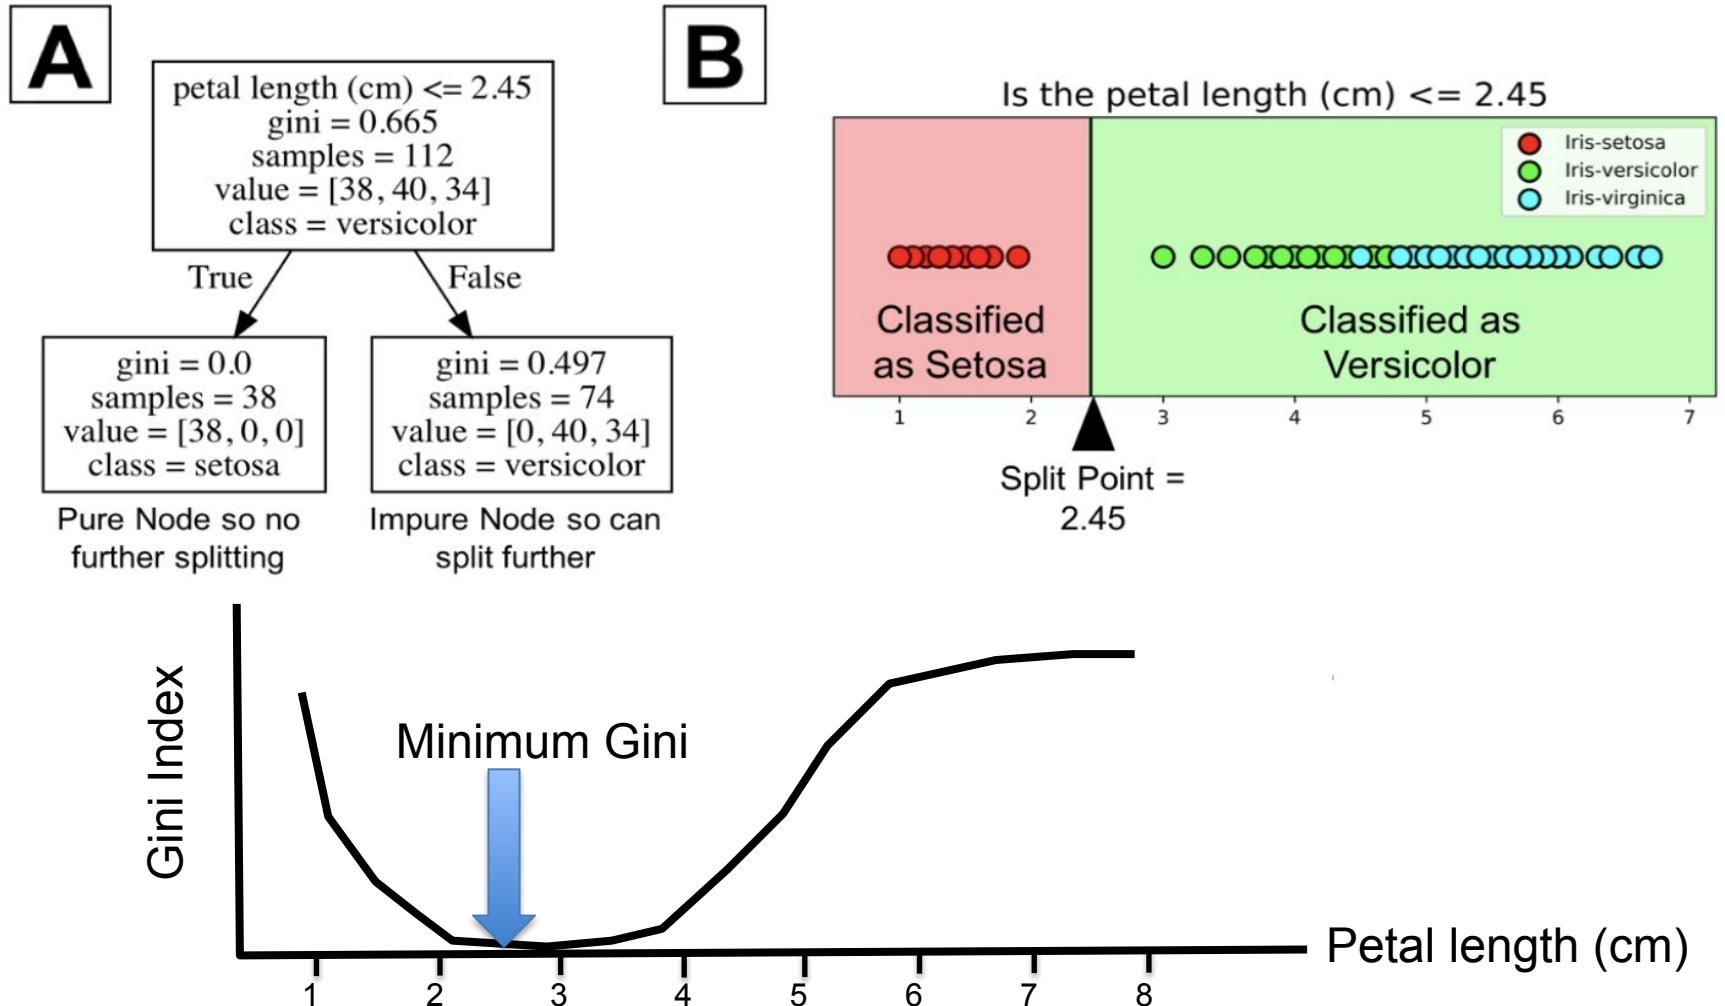 A
petal length (cm) <= 2.45
gini = 0.665
samples = 112
value = [38, 40, 34]
class = versicolor
True
False
gini = 0.0
samples = 38
value = [38, 0, 0]
class = setosa
gini = 0.497
samples = 74
value = [0, 40, 34]
class = versicolor
Pure Node so no
further splitting
Impure Node so can
split further
B
Is the petal length (cm) <= 2.45
Iris-setosa
Iris-versicolor
Iris-virginica
Classified
as Setosa
Classified as
Versicolor
1 2 3 4 5 6 7
Split Point =
2.45
Gini Index
Minimum Gini
Petal length (cm)
1 2 3 4 5 6 7 8